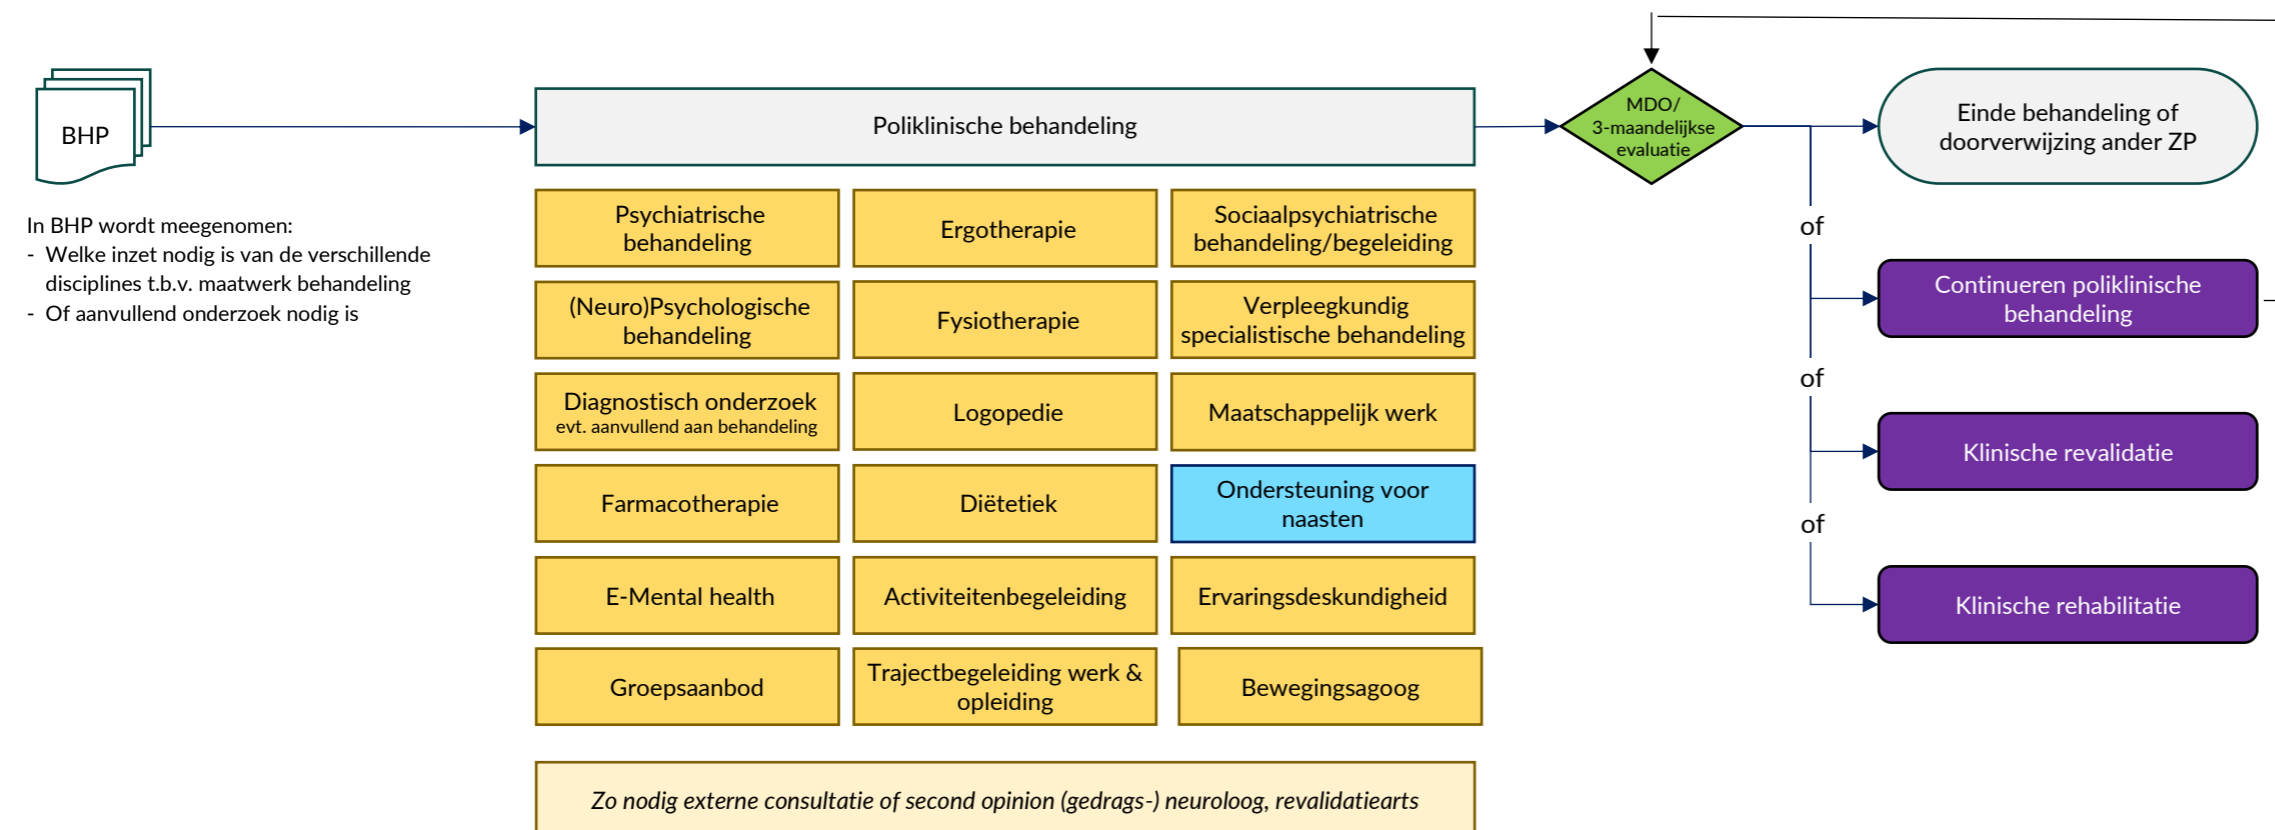 BHP
In BHP wordt meegenomen:
- Welke inzet nodig is van de verschillende
disciplines t.b.v. maatwerk behandeling
- Of aanvullend onderzoek nodig is
Poliklinische behandeling
Psychiatrische
behandeling
Ergotherapie
Sociaalpsychiatrische
behandeling/begeleiding
(Neuro)Psychologische
behandeling
Fysiotherapie
Verpleegkundig
specialistische behandeling
Diagnostisch onderzoek
evt. aanvullend aan behandeling
Logopedie
Maatschappelijk werk
Farmacotherapie
Diëtetiek
Ondersteuning voor
naasten
E-Mental health
Activiteitenbegeleiding
Ervaringsdeskundigheid
Groepsaanbod
Trajectbegeleiding werk &
opleiding
Bewegingsagoog
Zo nodig externe consultatie of second opinion (gedrags-) neuroloog, revalidatiearts
MDO/
3-maandelijkse
evaluatie
Einde behandeling of
doorverwijzing ander ZP
of
Continueren poliklinische
behandeling
of
Klinische revalidatie
of
Klinische rehabilitatie